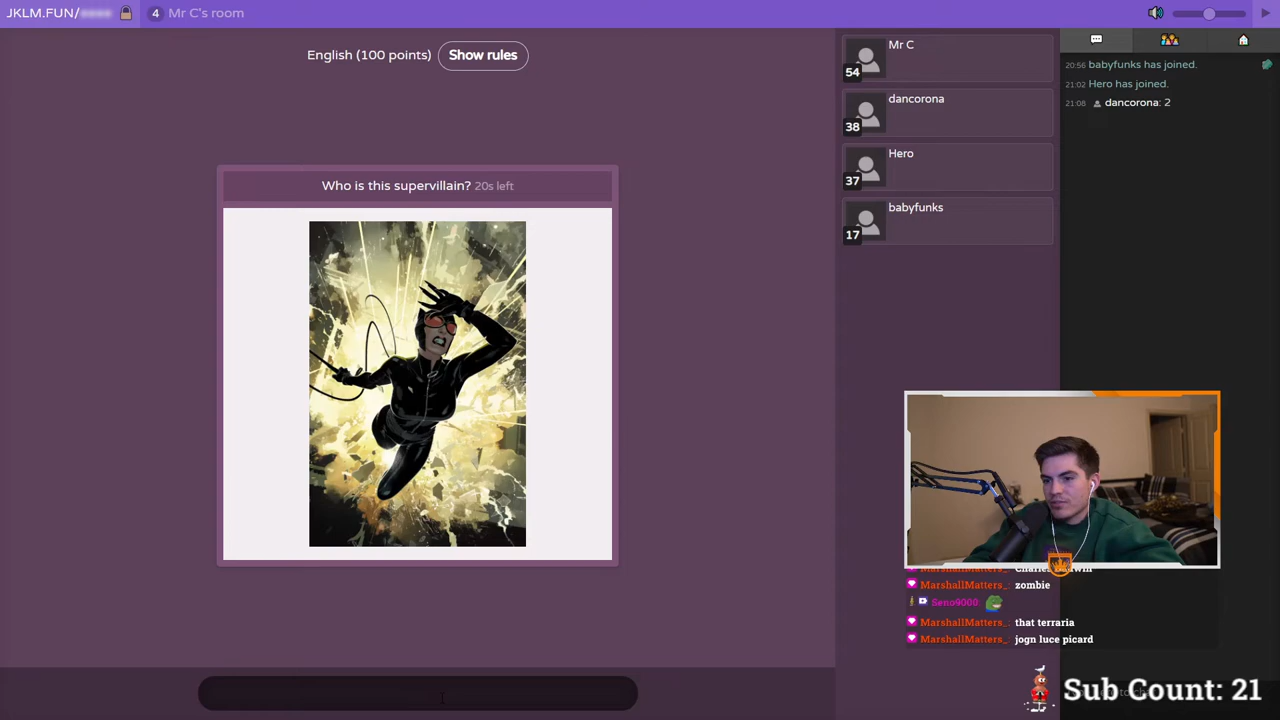 JKLM.FUN/
4 Mr C's room
English (100 points) Show rules
Who is this supervillain? 20s left
Mr C
54
dancorona
38
Hero
37
babyfunks
17
20:56 babyfunks has joined.
21:02 Hero has joined.
21:08 dancorona: 2
MarshallMatters_: zombie
Seno9000:
MarshallMatters_: that terraria
MarshallMatters_: jogn luce picard
Sub Count: 21